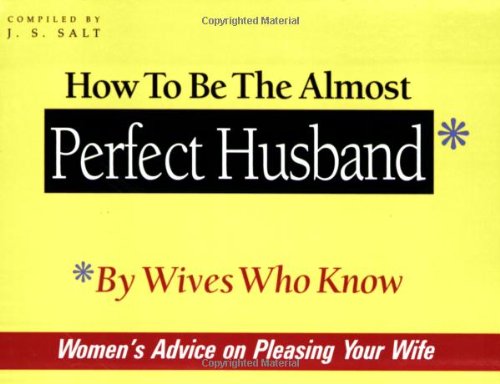 Copyrighted Material
COMPILED BY
J. S. SALT
How To Be The Almost
Perfect Husband*
*By Wives Who Know
Women's Advice on Pleasing Your Wife
Copyrighted Material